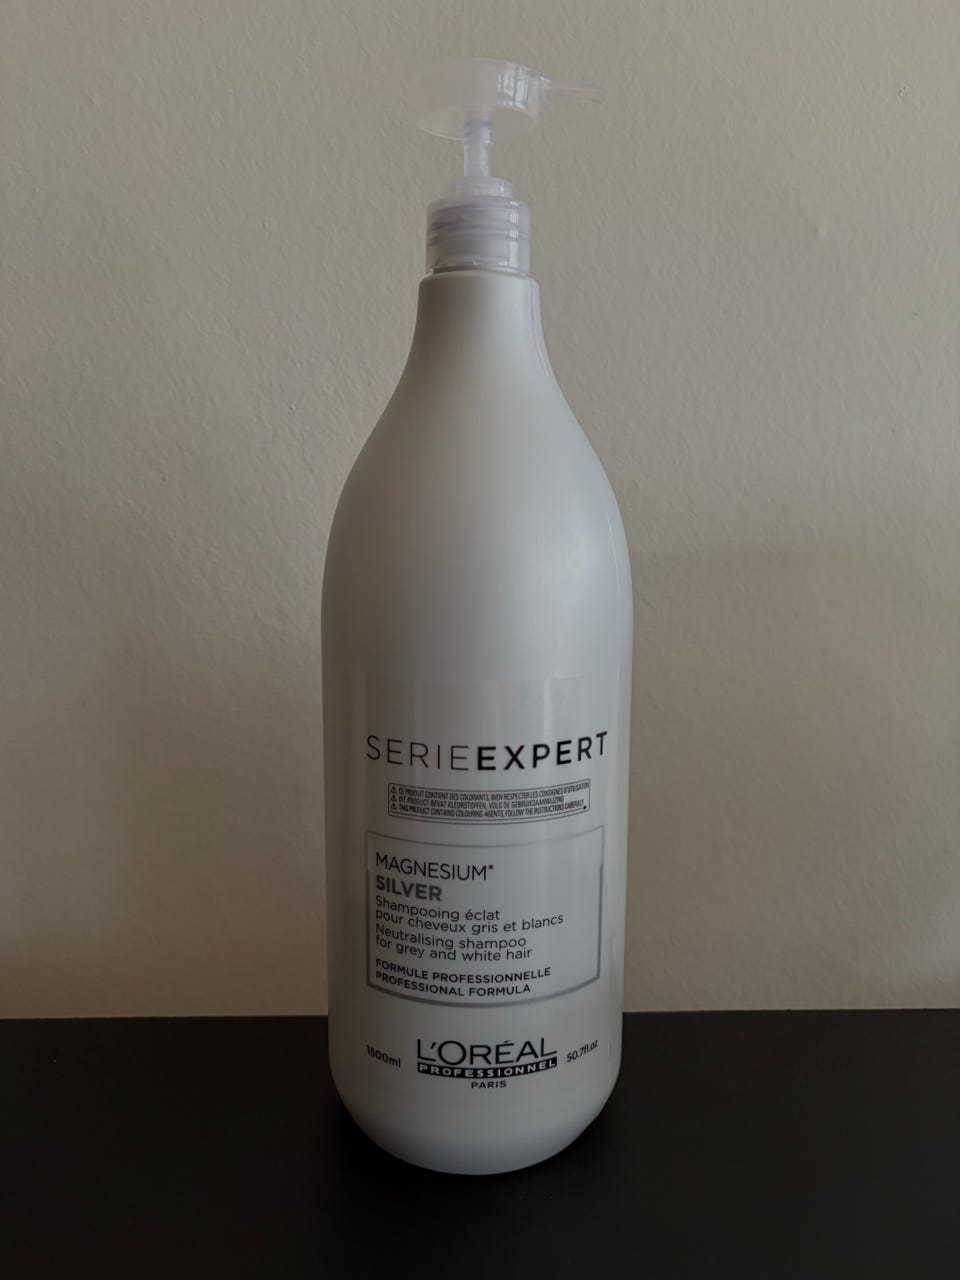 SERIEEXPERT
CE PRODUIT CONTIENT DES COLORANTS, BIEN RESPECTER LES CONSIGNES D'UTILISATION
DIT PRODUCT BEVAT KLEURSTOFFEN, VOLG DE GEBRUIKSAANWIJZING
THIS PRODUCT CONTAINS COLOURING AGENTS, FOLLOW THE INSTRUCTIONS CAREFULLY
MAGNESIUM*
SILVER
Shampooing éclat
pour cheveux gris et blancs
Neutralising shampoo
for grey and white hair
FORMULE PROFESSIONNELLE
PROFESSIONAL FORMULA
1500ml L'ORÉAL 50.7fl.oz
PROFESSIONNEL
PARIS